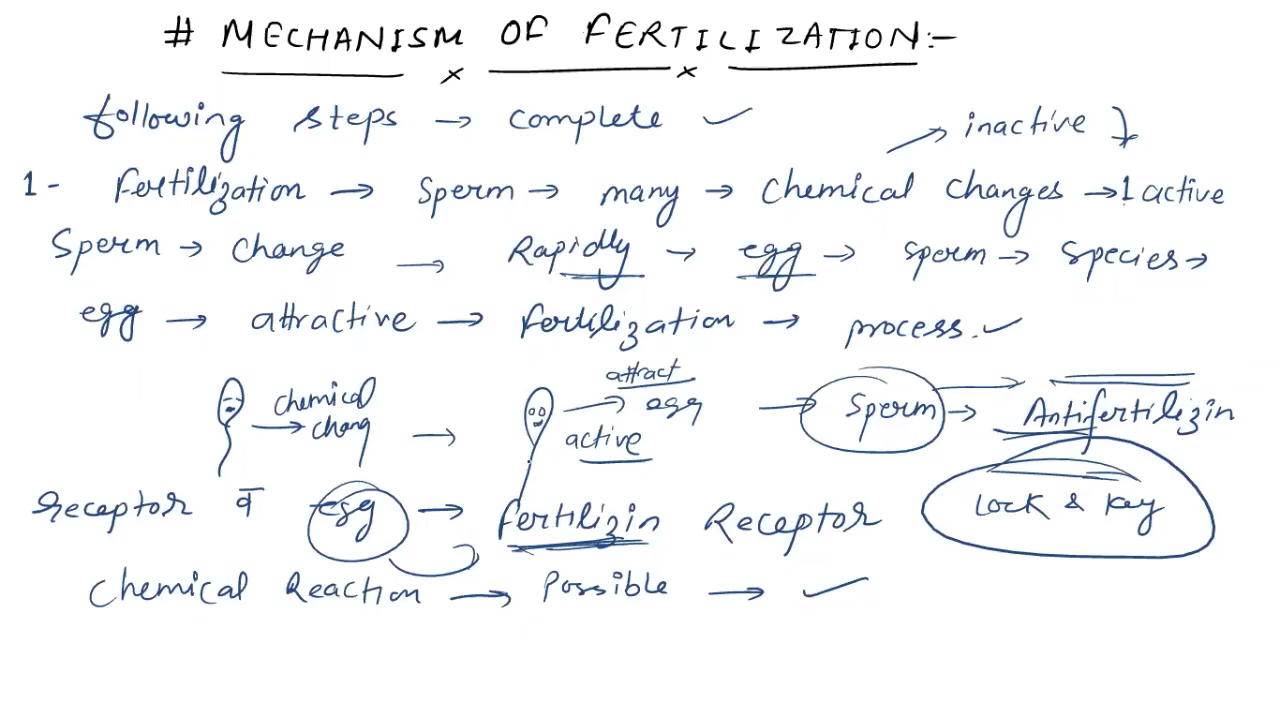 # MECHANISM OF FERTILIZATION:-
following steps → complete ✓
→ inactive }
1- Fertilization → Sperm → many → Chemical changes → 1 active
Sperm → Change → Rapidly → egg → sperm → species →
egg → attractive → fertilization → process. ✓
chemical chang → active → attract egg → Sperm → Antifertilizin
Receptor व egg → fertilizin Receptor Lock & Key
Chemical Reaction → Possible → ✓